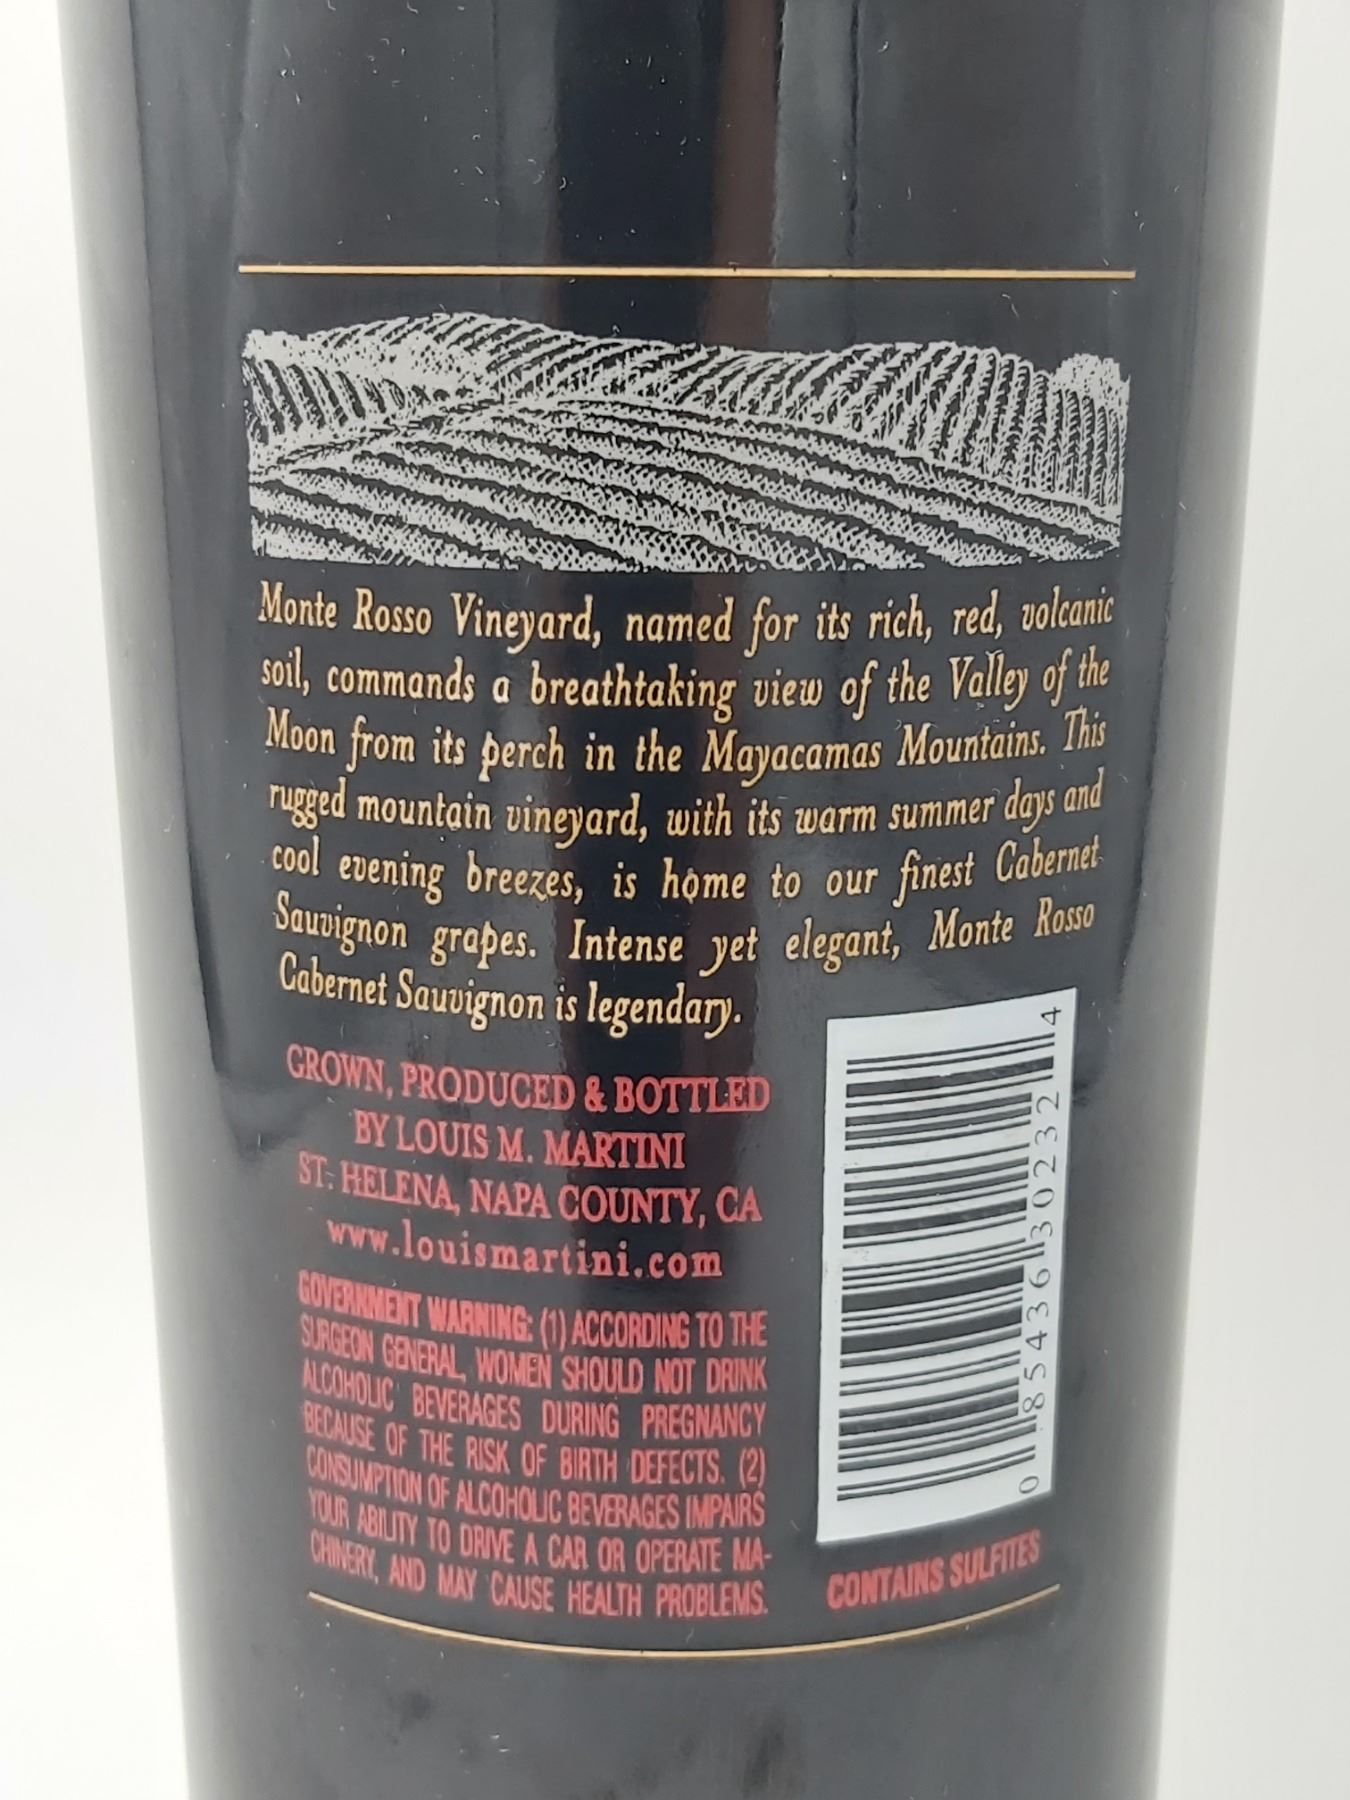 Monte Rosso Vineyard, named for its rich, red, volcanic
soil, commands a breathtaking view of the Valley of the
Moon from its perch in the Mayacamas Mountains. This
rugged mountain vineyard, with its warm summer days and
cool evening breezes, is home to our finest Cabernet
Sauvignon grapes. Intense yet elegant, Monte Rosso
Cabernet Sauvignon is legendary.
GROWN, PRODUCED & BOTTLED
BY LOUIS M. MARTINI
ST. HELENA, NAPA COUNTY, CA
www.louismartini.com
GOVERNMENT WARNING: (1) ACCORDING TO THE
SURGEON GENERAL, WOMEN SHOULD NOT DRINK
ALCOHOLIC BEVERAGES DURING PREGNANCY
BECAUSE OF THE RISK OF BIRTH DEFECTS. (2)
CONSUMPTION OF ALCOHOLIC BEVERAGES IMPAIRS
YOUR ABILITY TO DRIVE A CAR OR OPERATE MA-
CHINERY, AND MAY CAUSE HEALTH PROBLEMS.
0 85436 30232 4
CONTAINS SULFITES